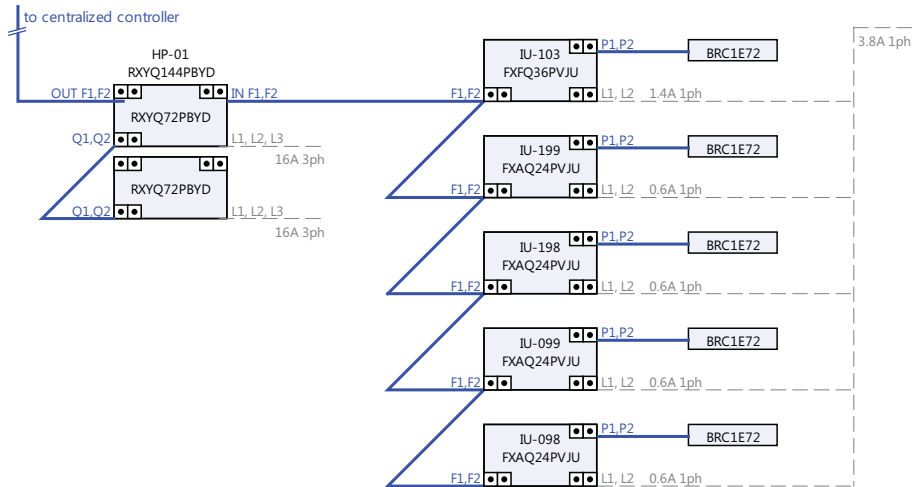 to centralized controller
HP-01
RXYQ144PBYD
OUT F1,F2
IN F1,F2
RXYQ72PBYD
Q1,Q2
L1, L2, L3
16A 3ph
RXYQ72PBYD
Q1,Q2
L1, L2, L3
16A 3ph
IU-103
FXFQ36PVJU
P1,P2
BRC1E72
F1,F2
L1, L2 1.4A 1ph
3.8A 1ph
IU-199
FXAQ24PVJU
P1,P2
BRC1E72
F1,F2
L1, L2 0.6A 1ph
IU-198
FXAQ24PVJU
P1,P2
BRC1E72
F1,F2
L1, L2 0.6A 1ph
IU-099
FXAQ24PVJU
P1,P2
BRC1E72
F1,F2
L1, L2 0.6A 1ph
IU-098
FXAQ24PVJU
P1,P2
BRC1E72
F1,F2
L1, L2 0.6A 1ph